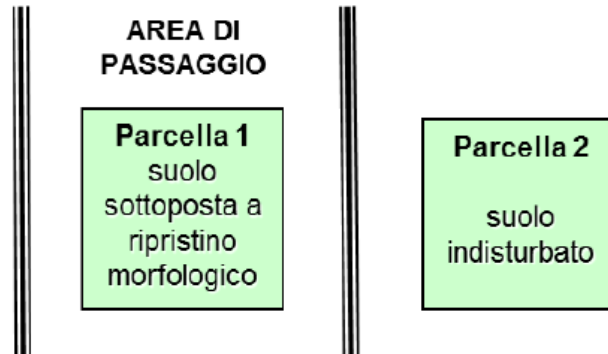 AREA DI
PASSAGGIO
Parcella 1
suolo
sottoposta a
ripristino
morfologico
Parcella 2
suolo
indisturbato